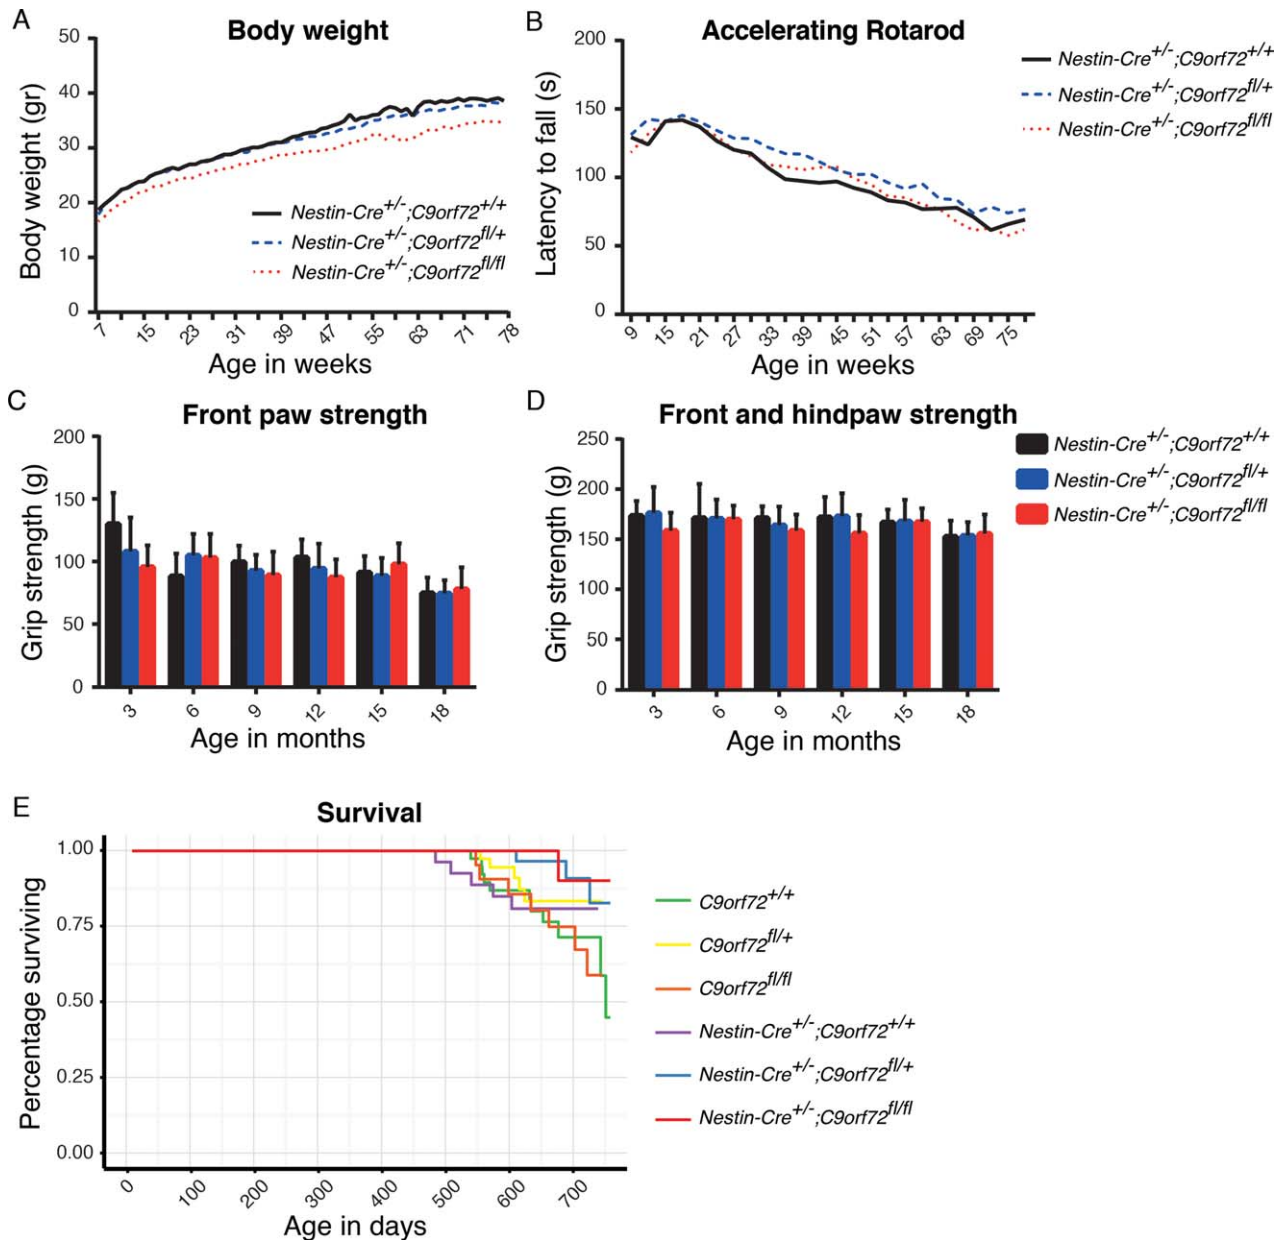 A
Body weight
Body weight (gr)
50
40
30
20
10
0
7 15 23 31 39 47 55 63 71 78
Age in weeks
Nestin-Cre+/-;C9orf72+/+
Nestin-Cre+/-;C9orf72fl/+
Nestin-Cre+/-;C9orf72fl/fl
B
Accelerating Rotarod
Latency to fall (s)
200
150
100
50
0
9 15 21 27 33 39 45 51 57 63 69 75
Age in weeks
Nestin-Cre+/-;C9orf72+/+
Nestin-Cre+/-;C9orf72fl/+
Nestin-Cre+/-;C9orf72fl/fl
C
Front paw strength
Grip strength (g)
200
150
100
50
0
3 6 9 12 15 18
Age in months
D
Front and hindpaw strength
Grip strength (g)
250
200
150
100
50
0
3 6 9 12 15 18
Age in months
Nestin-Cre+/-;C9orf72+/+
Nestin-Cre+/-;C9orf72fl/+
Nestin-Cre+/-;C9orf72fl/fl
E
Survival
Percentage surviving
1.00
0.75
0.50
0.25
0.00
0 100 200 300 400 500 600 700
Age in days
C9orf72+/+
C9orf72fl/+
C9orf72fl/fl
Nestin-Cre+/-;C9orf72+/+
Nestin-Cre+/-;C9orf72fl/+
Nestin-Cre+/-;C9orf72fl/fl